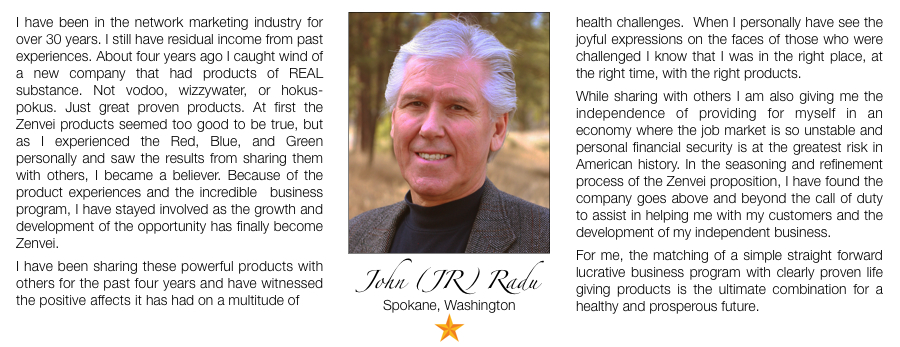 I have been in the network marketing industry for
over 30 years. I still have residual income from past
experiences. About four years ago I caught wind of
a new company that had products of REAL
substance. Not vodoo, wizzywater, or hokus-
pokus. Just great proven products. At first the
Zenvei products seemed too good to be true, but
as I experienced the Red, Blue, and Green
personally and saw the results from sharing them
with others, I became a believer. Because of the
product experiences and the incredible business
program, I have stayed involved as the growth and
development of the opportunity has finally become
Zenvei.
I have been sharing these powerful products with
others for the past four years and have witnessed
the positive affects it has had on a multitude of
John (JR) Radu
Spokane, Washington
health challenges. When I personally have see the
joyful expressions on the faces of those who were
challenged I know that I was in the right place, at
the right time, with the right products.
While sharing with others I am also giving me the
independence of providing for myself in an
economy where the job market is so unstable and
personal financial security is at the greatest risk in
American history. In the seasoning and refinement
process of the Zenvei proposition, I have found the
company goes above and beyond the call of duty
to assist in helping me with my customers and the
development of my independent business.
For me, the matching of a simple straight forward
lucrative business program with clearly proven life
giving products is the ultimate combination for a
healthy and prosperous future.